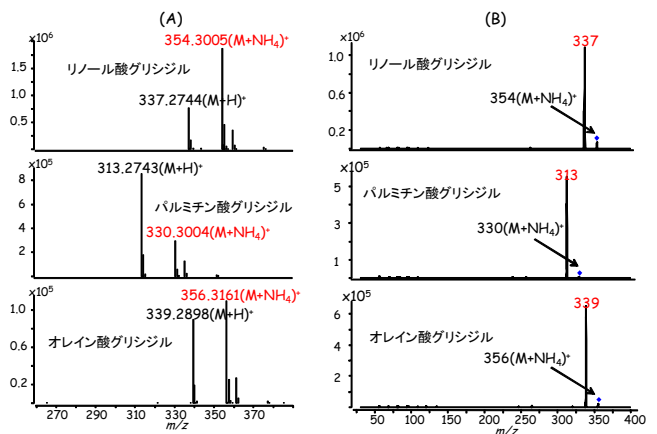 (A)
x10⁶
354.3005(M+NH₄)⁺
リノール酸グリシジル
337.2744(M+H)⁺
1.5
1.0
0.5
x10⁵
313.2743(M+H)⁺
パルミチン酸グリシジル
330.3004(M+NH₄)⁺
8
6
4
2
x10⁵
356.3161(M+NH₄)⁺
339.2898(M+H)⁺
オレイン酸グリシジル
1.0
0.6
0.2
270 300 330 350 370
m/z
(B)
x10⁶
337
リノール酸グリシジル
354(M+NH₄)⁺
1.0
0.6
0.2
x10⁵
313
パルミチン酸グリシジル
330(M+NH₄)⁺
5
3
1
x10⁵
339
オレイン酸グリシジル
356(M+NH₄)⁺
6
4
2
50 100 150 200 250 300 350 400
m/z